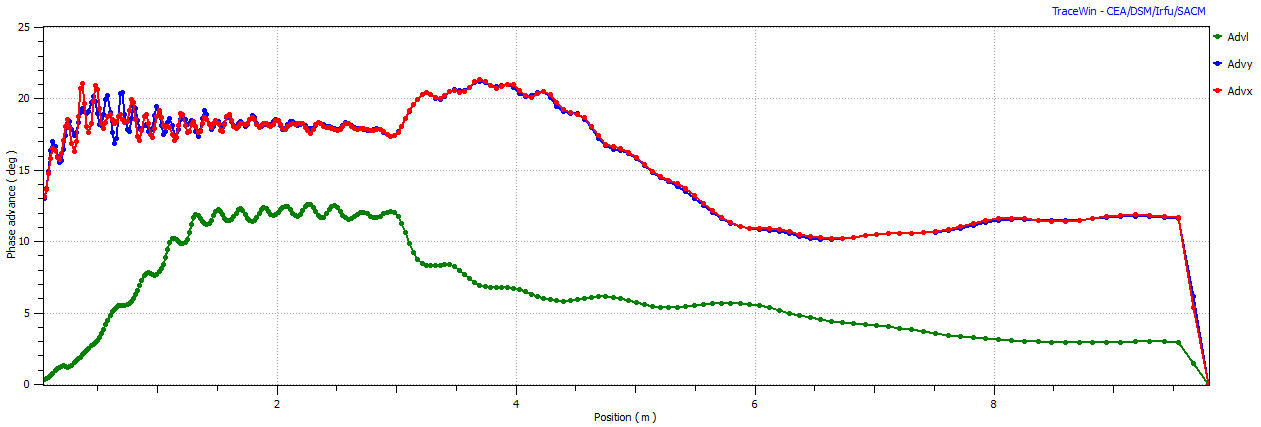 TraceWin - CEA/DSM/Irfu/SACM
25
20
15
10
5
0
Phase advance ( deg )
2
4
6
8
Position ( m )
Advl
Advy
Advx